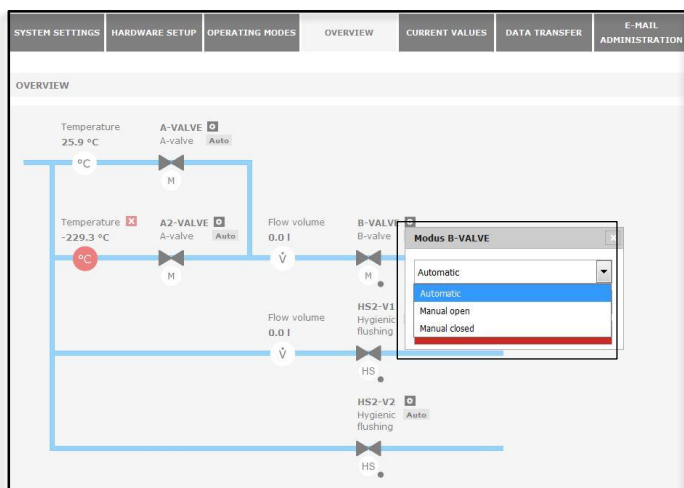 SYSTEM SETTINGS
HARDWARE SETUP
OPERATING MODES
OVERVIEW
CURRENT VALUES
DATA TRANSFER
E-MAIL
ADMINISTRATION
OVERVIEW
Temperature
25.9 °C
°C
A-VALVE
A-valve Auto
M
Temperature
-229.3 °C
°C
A2-VALVE
A-valve Auto
M
Flow volume
0.0 l
V̇
B-VALVE
B-valve
M
Modus B-VALVE
Automatic
Automatic
Manual open
Manual closed
Flow volume
0.0 l
V̇
HS2-V1
Hygienic
flushing
HS
HS2-V2
Hygienic Auto
flushing
HS